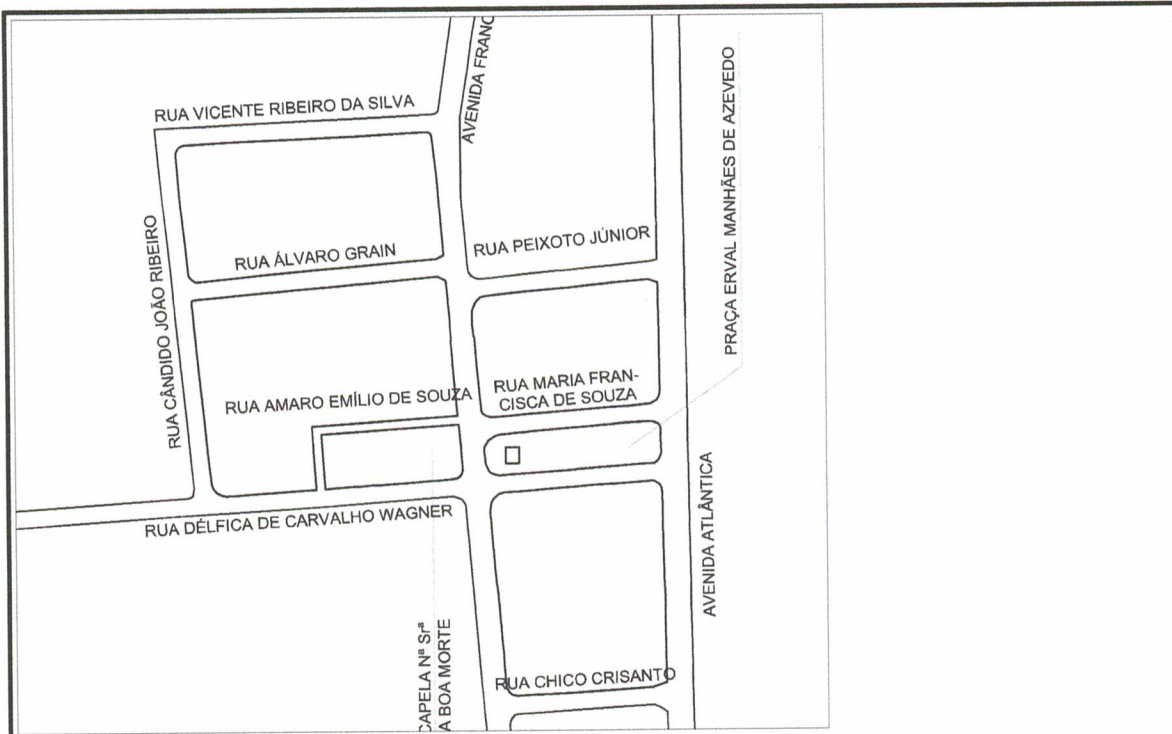 AVENIDA FRANC
RUA VICENTE RIBEIRO DA SILVA
PRAÇA ERVAL MANHÃES DE AZEVEDO
RUA CÂNDIDO JOÃO RIBEIRO
RUA ÁLVARO GRAIN
RUA PEIXOTO JÚNIOR
RUA AMARO EMÍLIO DE SOUZA
RUA MARIA FRAN-
CISCA DE SOUZA
RUA DÉLFICA DE CARVALHO WAGNER
AVENIDA ATLÂNTICA
CAPELA Nª Srª
A BOA MORTE
RUA CHICO CRISANTO